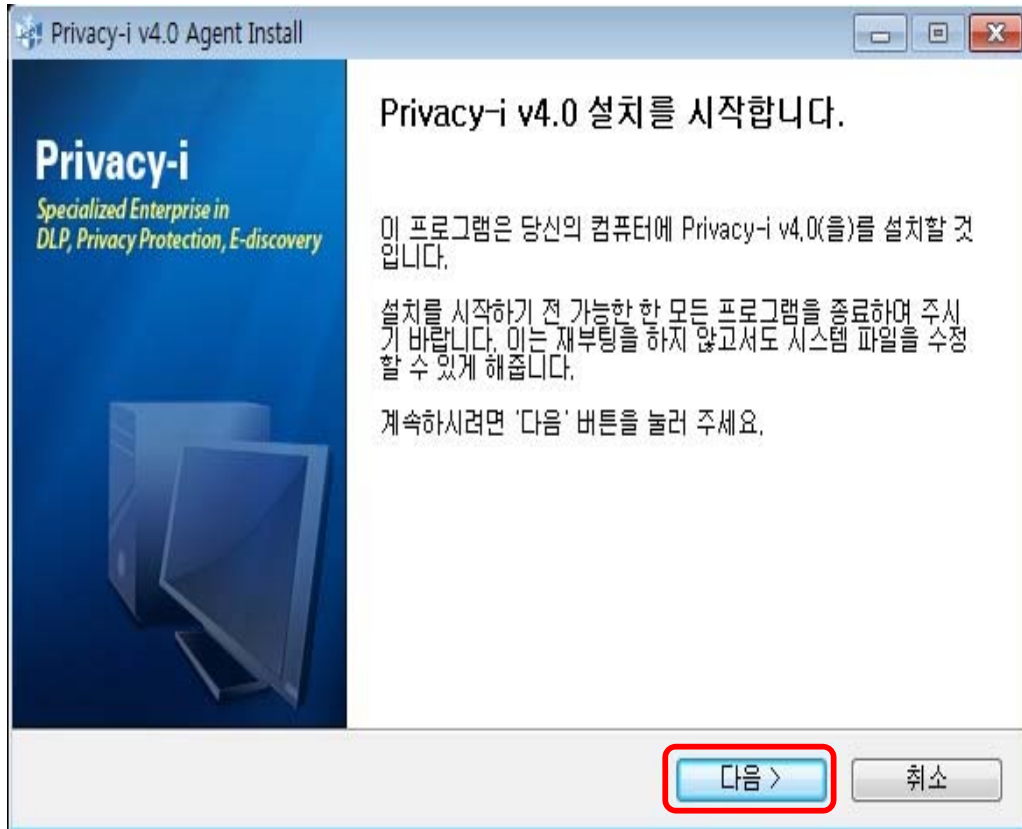 Privacy-i v4.0 Agent Install
Privacy-i
Specialized Enterprise in
DLP, Privacy Protection, E-discovery
Privacy-i v4.0 설치를 시작합니다.
이 프로그램은 당신의 컴퓨터에 Privacy-i v4.0(을)를 설치할 것
입니다.
설치를 시작하기 전 가능한 한 모든 프로그램을 종료하여 주시
기 바랍니다. 이는 재부팅을 하지 않고서도 시스템 파일을 수정
할 수 있게 해줍니다.
계속하시려면 '다음' 버튼을 눌러 주세요.
다음 >
취소